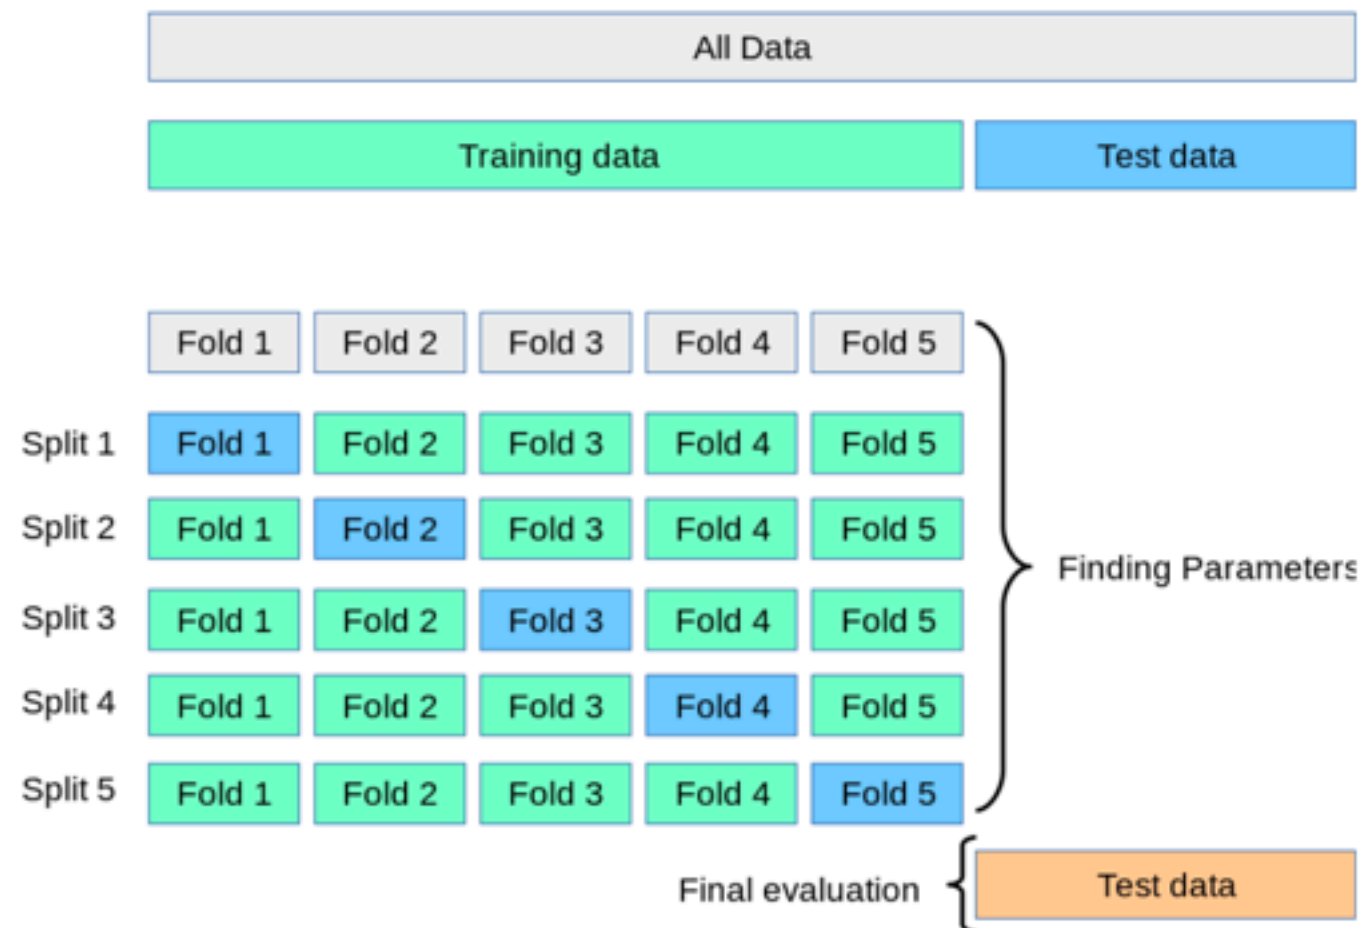 All Data
Training data Test data
Fold 1 Fold 2 Fold 3 Fold 4 Fold 5
Split 1 Fold 1 Fold 2 Fold 3 Fold 4 Fold 5
Split 2 Fold 1 Fold 2 Fold 3 Fold 4 Fold 5
Finding Parameters
Split 3 Fold 1 Fold 2 Fold 3 Fold 4 Fold 5
Split 4 Fold 1 Fold 2 Fold 3 Fold 4 Fold 5
Split 5 Fold 1 Fold 2 Fold 3 Fold 4 Fold 5
Final evaluation Test data